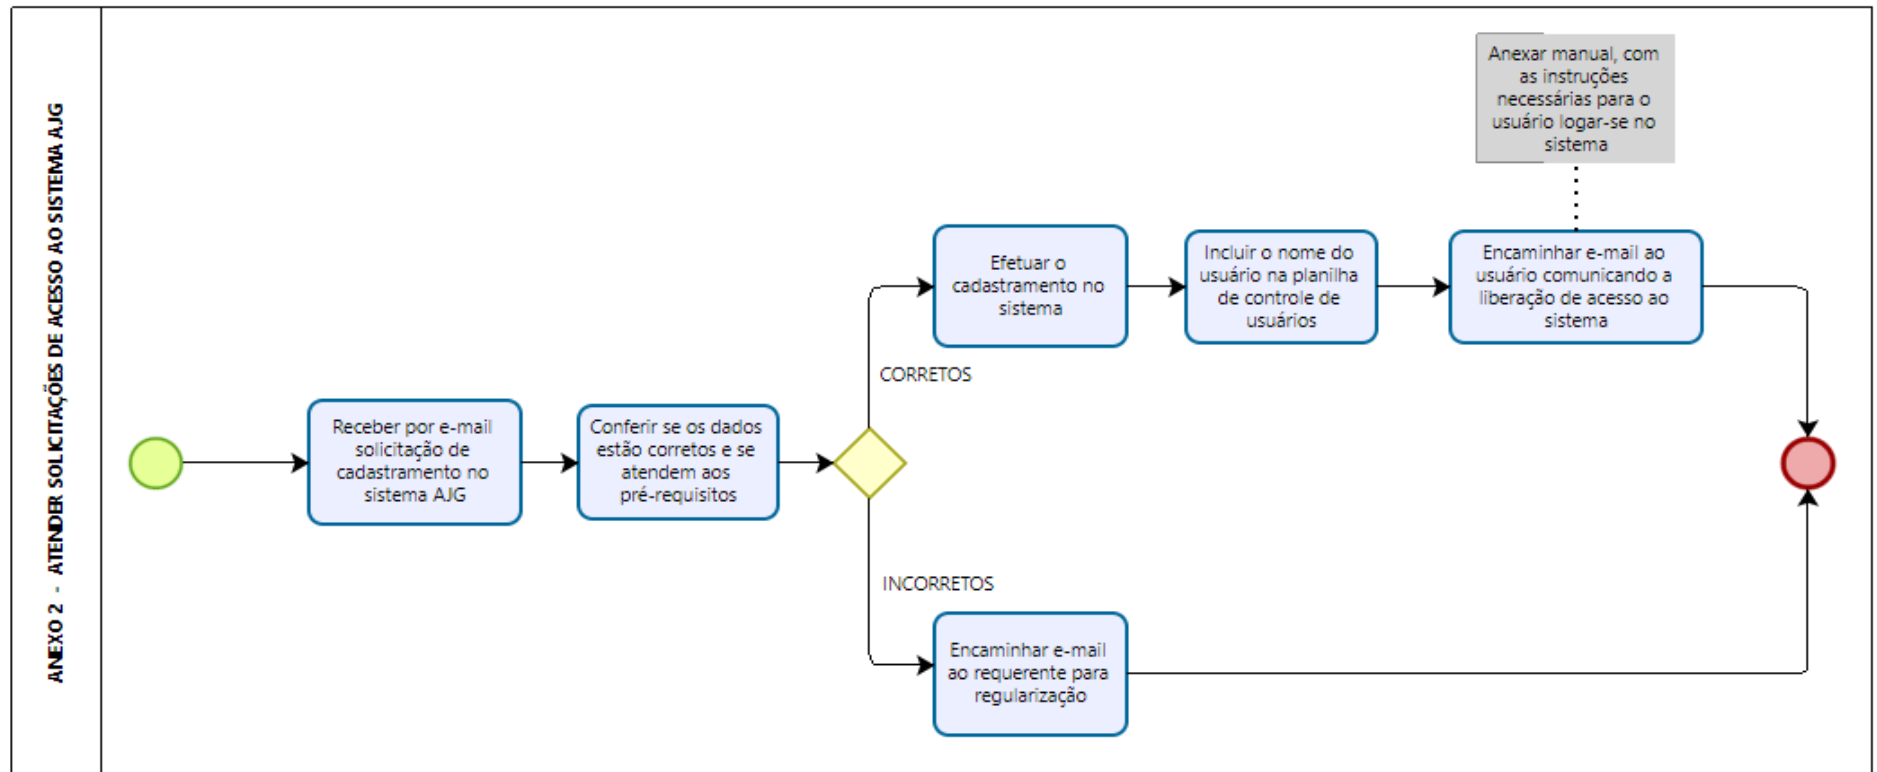 ANEXO 2 - ATENDER SOLICITAÇÕES DE ACESSO AO SISTEMA AJG
Receber por e-mail
solicitação de
cadastramento no
sistema AJG
Conferir se os dados
estão corretos e se
atendem aos
pré-requisitos
CORRETOS
Efetuar o
cadastramento no
sistema
Incluir o nome do
usuário na planilha
de controle de
usuários
Encaminhar e-mail ao
usuário comunicando a
liberação de acesso ao
sistema
Anexar manual, com
as instruções
necessárias para o
usuário logar-se no
sistema
INCORRETOS
Encaminhar e-mail
ao requerente para
regularização